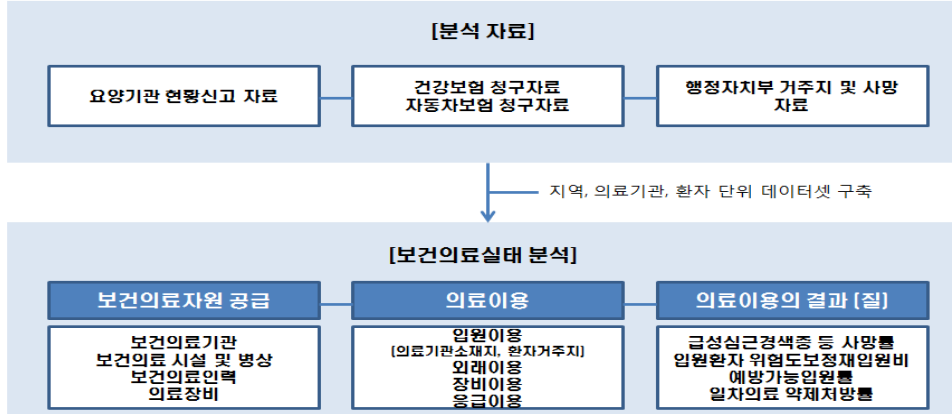 [분석 자료]
요양기관 현황신고 자료
건강보험 청구자료
자동차보험 청구자료
행정자치부 거주지 및 사망
자료
지역, 의료기관, 환자 단위 데이터셋 구축
[보건의료실태 분석]
보건의료자원 공급
보건의료기관
보건의료 시설 및 병상
보건의료인력
의료장비
의료이용
입원이용
(의료기관소재지, 환자거주지)
외래이용
장비이용
응급이용
의료이용의 결과 (질)
급성심근경색증 등 사망률
입원환자 위험도보정재입원비
예방가능입원률
일차의료 약제처방률